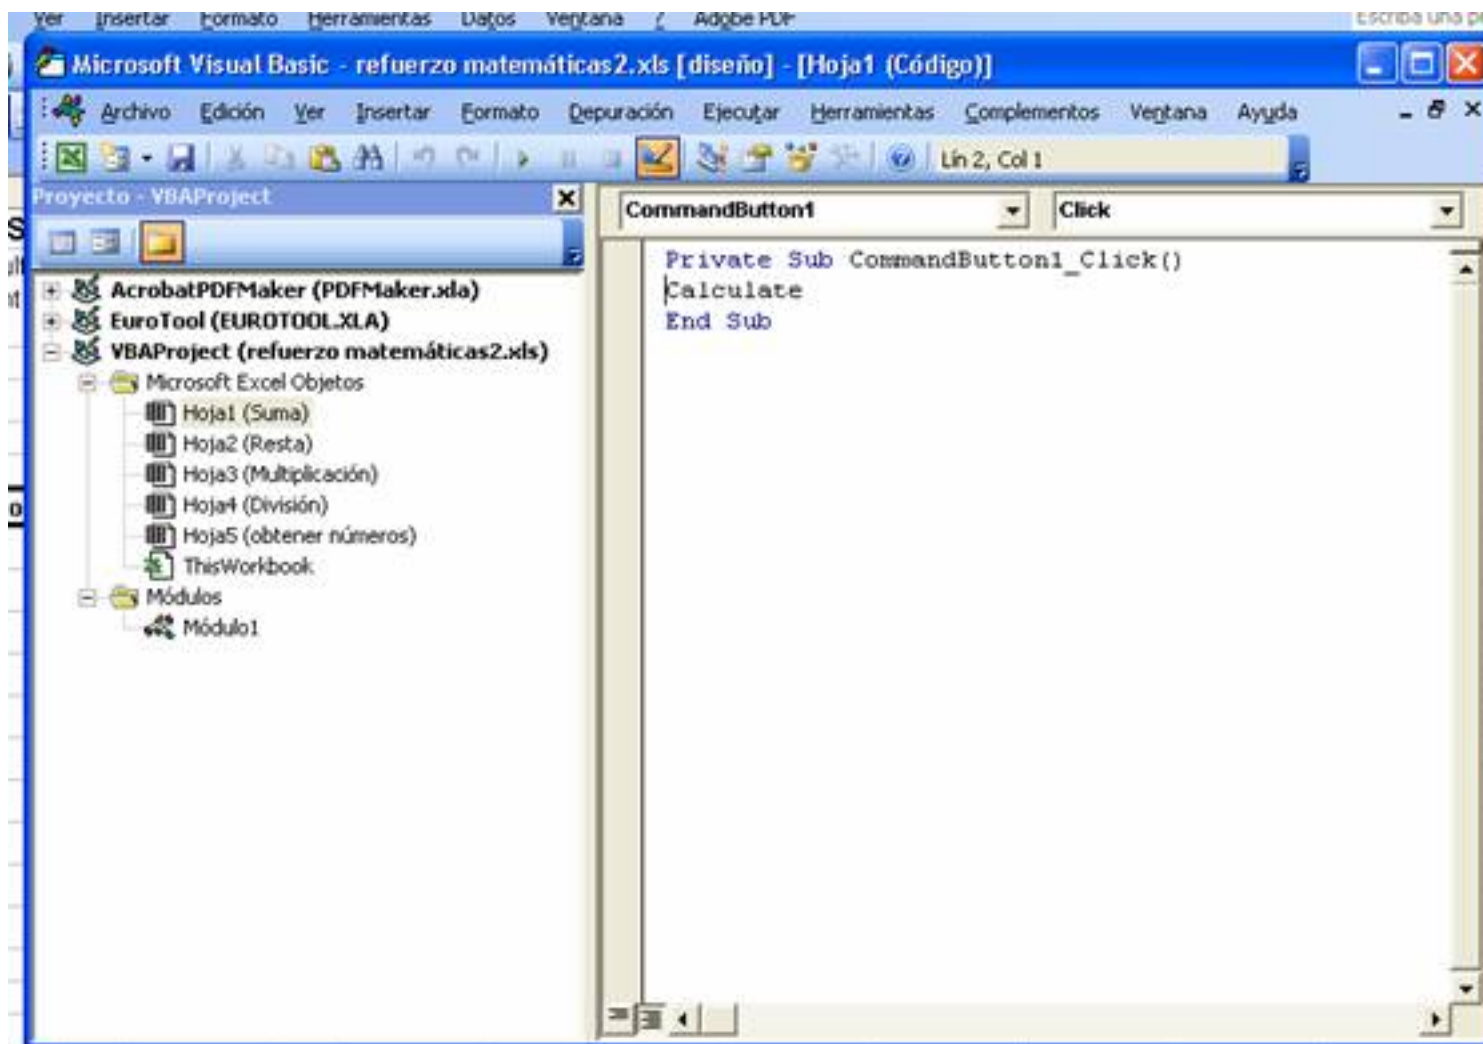 Ver Insertar Formato Herramientas Datos Ventana ? Adobe PDF Escriba una
Microsoft Visual Basic - refuerzo matemáticas2.xls [diseño] - [Hoja1 (Código)]
Archivo Edición Ver Insertar Formato Depuración Ejecutar Herramientas Complementos Ventana Ayuda
Lín 2, Col 1
Proyecto - VBAProject
CommandButton1 Click
Private Sub CommandButton1_Click()
Calculate
End Sub
AcrobatPDFMaker (PDFMaker.xla)
EuroTool (EUROTOOL.XLA)
VBAProject (refuerzo matemáticas2.xls)
Microsoft Excel Objetos
Hoja1 (Suma)
Hoja2 (Resta)
Hoja3 (Multiplicación)
Hoja4 (División)
Hoja5 (obtener números)
ThisWorkbook
Módulos
Módulo1